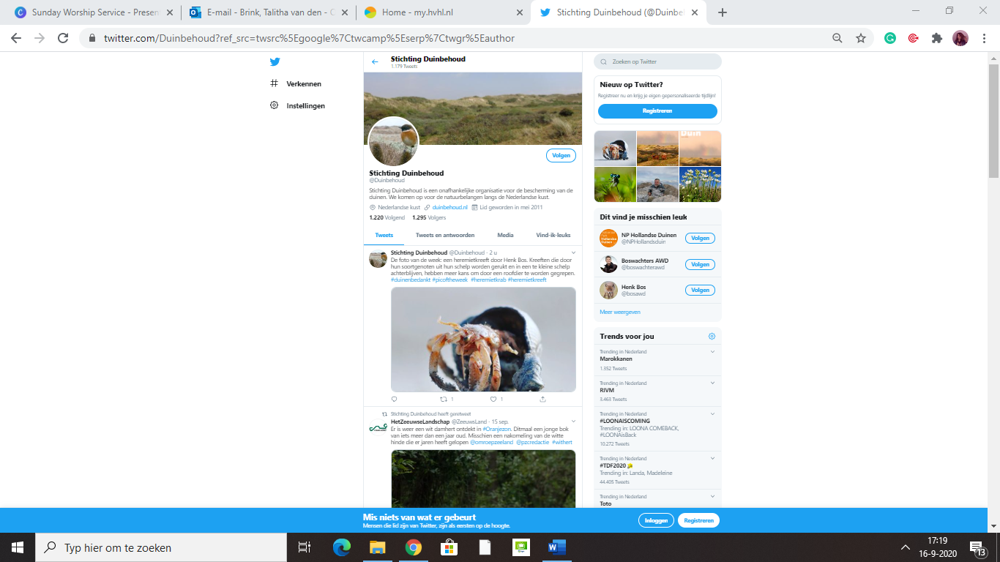 Sunday Worship Service - Presen
E-mail - Brink, Talitha van den - O
Home - my.hvhl.nl
Stichting Duinbehoud (@Duinbe
twitter.com/Duinbehoud?ref_src=twsrc%5Egoogle%7Ctwcamp%5Eserp%7Ctwgr%5Eauthor
Verkennen
Instellingen
Stichting Duinbehoud
1.179 Tweets
Volgen
Stichting Duinbehoud
@Duinbehoud
Stichting Duinbehoud is een onafhankelijke organisatie voor de bescherming van de
duinen. We komen op voor de natuurbelangen langs de Nederlandse kust.
Nederlandse kust duinbehoud.nl Lid geworden in mei 2011
1.220 Volgend 1.295 Volgers
Tweets Tweets en antwoorden Media Vind-ik-leuks
Stichting Duinbehoud @Duinbehoud · 2 u
De foto van de week: een heremietkreeft door Henk Bos. Kreeften die door
hun soortgenoten uit hun schelp worden gerukt en in een te kleine schelp
achterblijven, hebben meer kans om door een roofdier te worden gegrepen.
#duinenbedankt #picoftheweek #heremietkrab #heremietkreeft
1 1
Stichting Duinbehoud heeft geretweet
HetZeeuwseLandschap @ZeeuwsLand · 15 sep.
Er is weer een wit damhert ontdekt in #Oranjezon. Ditmaal een jonge bok
van iets meer dan een jaar oud. Misschien een nakomeling van de witte
hinde die er jaren heeft gelopen @omroepzeeland @pzcredactie #withert
Zoeken op Twitter
Nieuw op Twitter?
Registreer nu en krijg je eigen gepersonaliseerde tijdlijn!
Registreren
Duin
Dit vind je misschien leuk
NP Hollandse Duinen
@NPHollandsduin
Volgen
Boswachters AWD
@boswachterawd
Volgen
Henk Bos
@bosawd
Volgen
Meer weergeven
Trends voor jou
Trending in Nederland
Marokkanen
1.352 Tweets
Trending in Nederland
RIVM
3.463 Tweets
Trending in Nederland
#LOONAISCOMING
Trending in: LOONA COMEBACK,
#LOONAisBack
10.272 Tweets
Trending in Nederland
#TDF2020
Trending in: Landa, Madeleine
44.405 Tweets
Trending in Nederland
Toto
Mis niets van wat er gebeurt
Mensen die lid zijn van Twitter, zijn als eersten op de hoogte.
Inloggen Registreren
Typ hier om te zoeken
17:19
16-9-2020
13